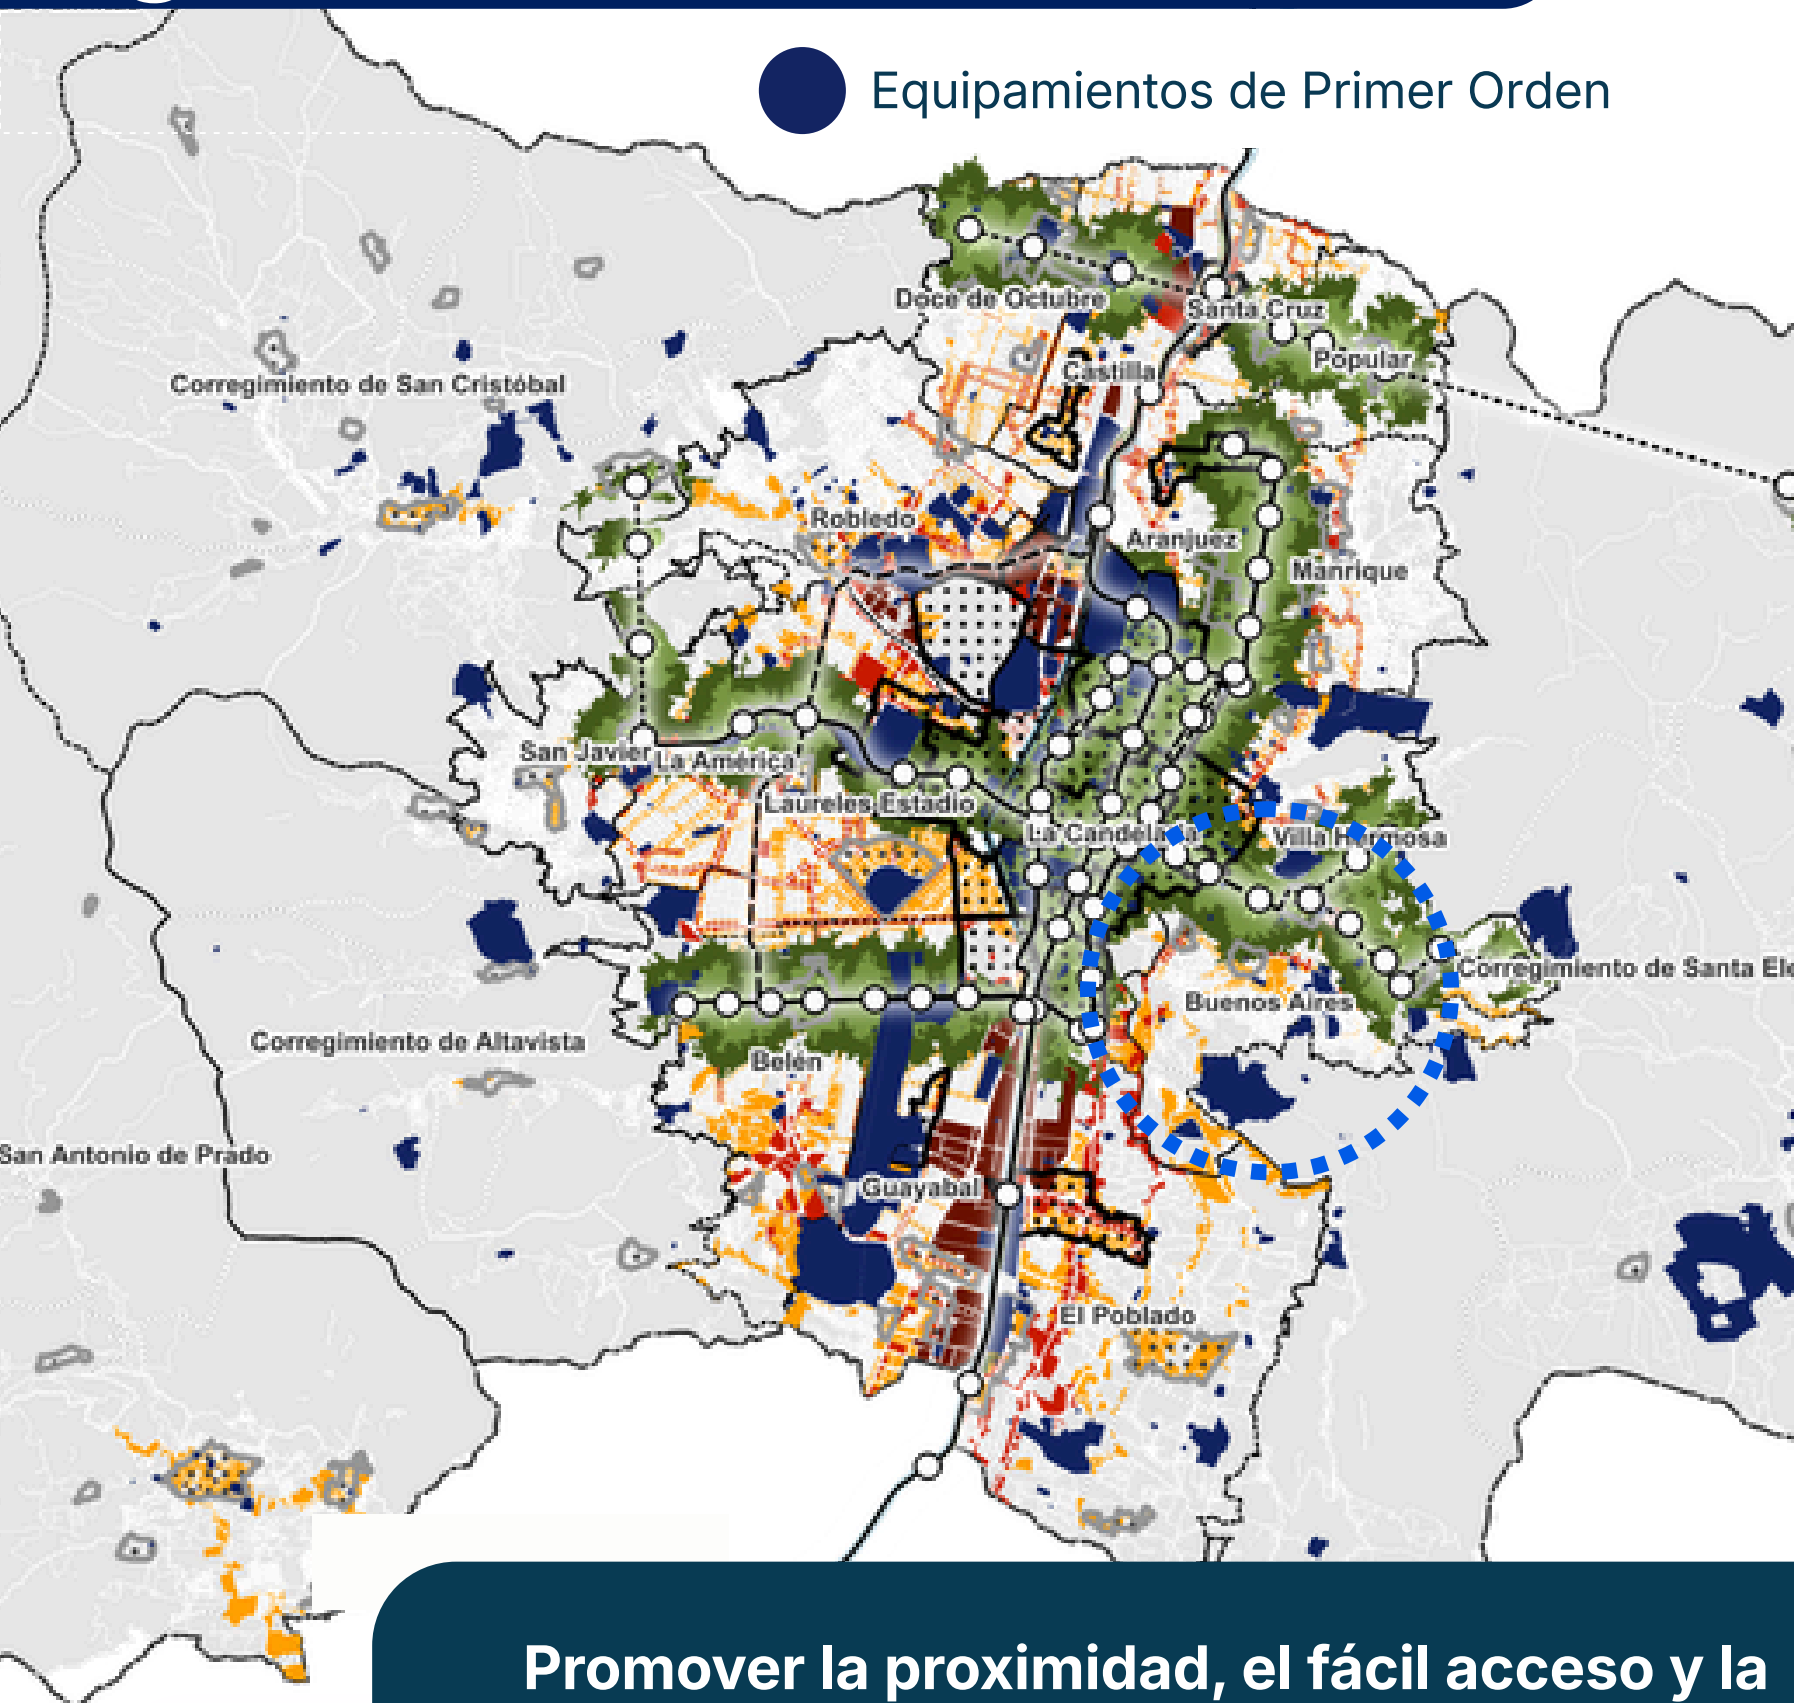 Equipamientos de Primer Orden
Doce de Octubre
Santa Cruz
Popular
Castilla
Corregimiento de San Cristóbal
Robledo
Aranjuez
Manrique
San Javier
La América
Laureles Estadio
La Candelaria
Villa Hermosa
Corregimiento de Santa Ele
Buenos Aires
Corregimiento de Altavista
Belén
San Antonio de Prado
Guayabal
El Poblado
Promover la proximidad, el fácil acceso y la